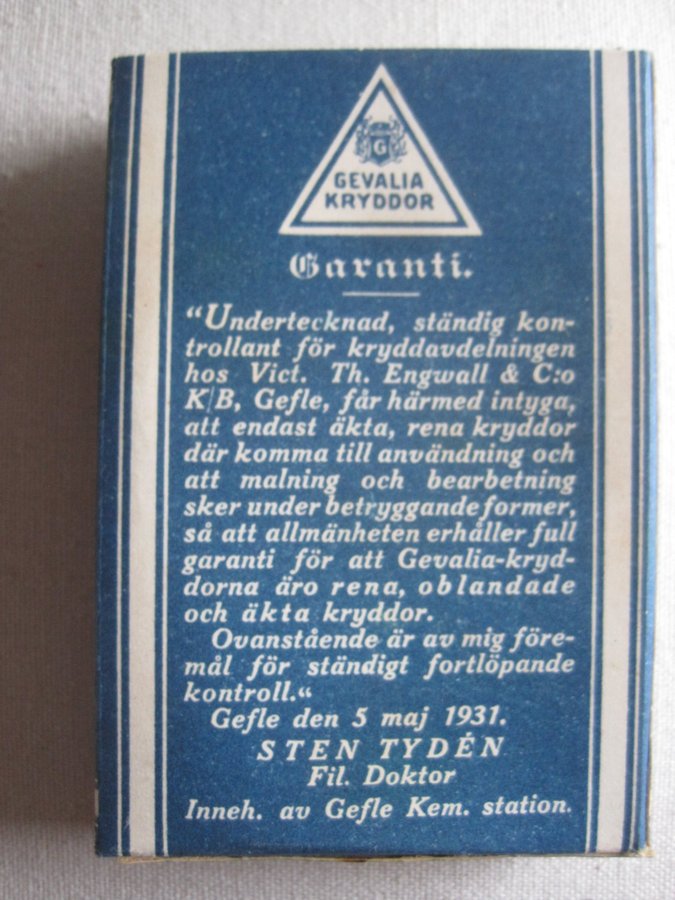 G
GEVALIA
KRYDDOR
Garanti.
“Undertecknad, ständig kon-
trollant för kryddavdelningen
hos Vict. Th. Engwall & C:o
K/B, Gefle, får härmed intyga,
att endast äkta, rena kryddor
där komma till användning och
att malning och bearbetning
sker under betryggande former,
så att allmänheten erhåller full
garanti för att Gevalia-kryd-
dorna äro rena, oblandade
och äkta kryddor.
Ovanstående är av mig före-
mål för ständigt fortlöpande
kontroll.“
Gefle den 5 maj 1931.
STEN TYDÉN
Fil. Doktor
Inneh. av Gefle Kem. station.